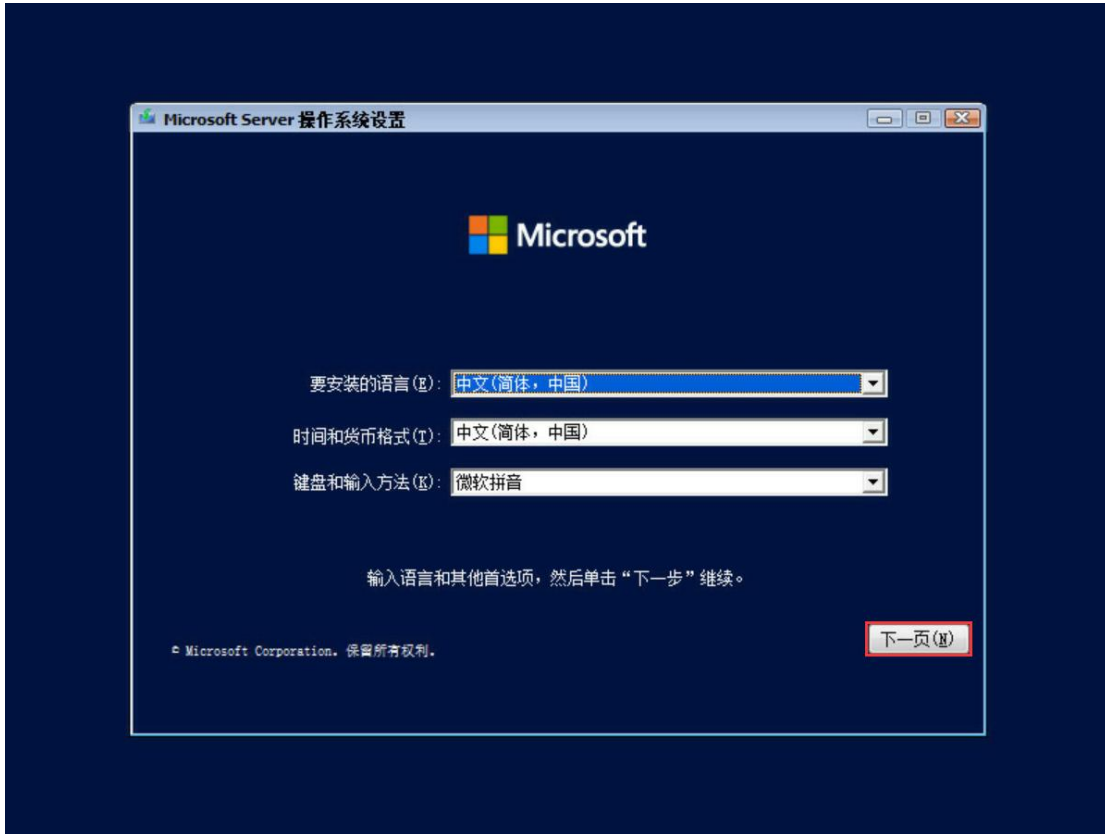 Microsoft Server 操作系统设置
Microsoft
要安装的语言(E): 中文(简体，中国)
时间和货币格式(T): 中文(简体，中国)
键盘和输入方法(K): 微软拼音
输入语言和其他首选项，然后单击“下一步”继续。
下一页(N)
© Microsoft Corporation. 保留所有权利。